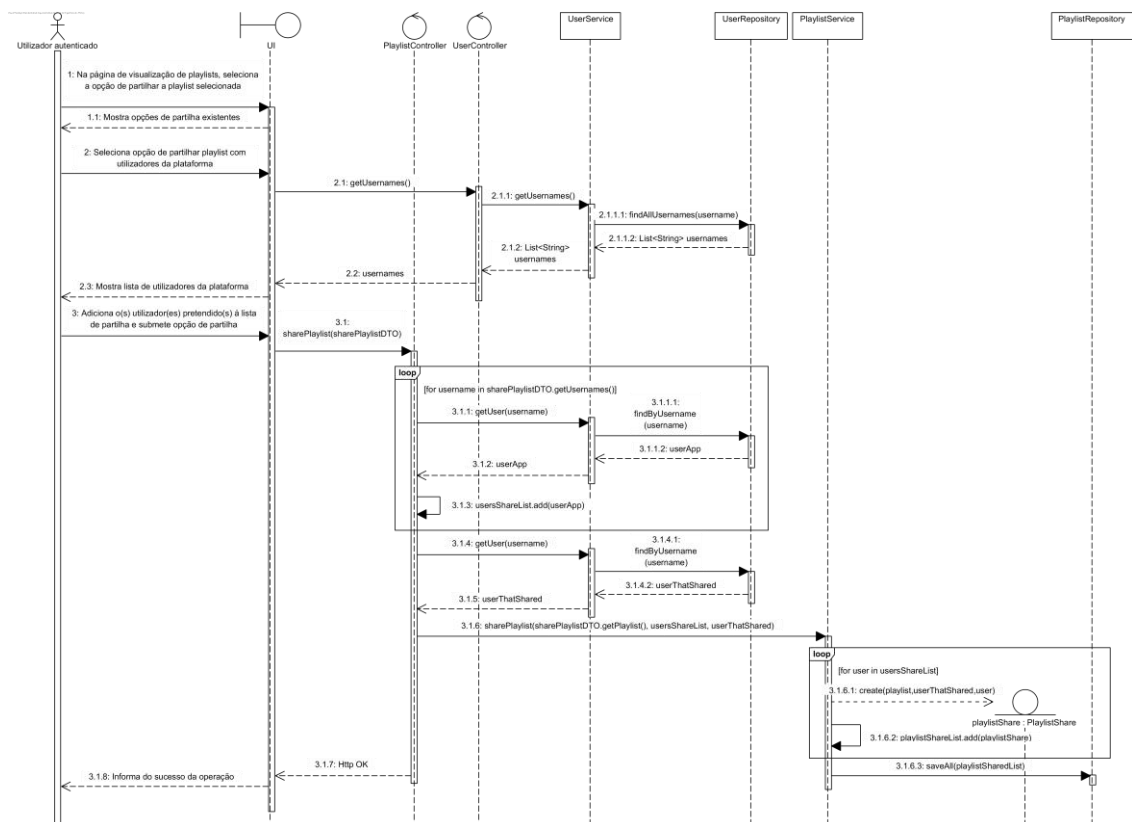 UserService
UserRepository
PlaylistService
PlaylistRepository
Utilizador autenticado
UI
PlaylistController
UserController
1: Na página de visualização de playlists, seleciona
a opção de partilhar a playlist selecionada
1.1: Mostra opções de partilha existentes
2: Seleciona opção de partilhar playlist com
utilizadores da plataforma
2.1: getUsernames()
2.1.1: getUsernames()
2.1.1.1: findAllUsernames(username)
2.1.1.2: List<String> usernames
2.1.2: List<String>
usernames
2.2: usernames
2.3: Mostra lista de utilizadores da plataforma
3: Adiciona o(s) utilizador(es) pretendido(s) á lista
de partilha e submete opção de partilha
3.1:
sharePlaylist(sharePlaylistDTO)
loop
[for username in sharePlaylistDTO.getUsernames()]
3.1.1: getUser(username)
3.1.1.1:
findByUsername
(username)
3.1.1.2: userApp
3.1.2: userApp
3.1.3: usersShareList.add(userApp)
3.1.4: getUser(username)
3.1.4.1:
findByUsername
(username)
3.1.4.2: userThatShared
3.1.5: userThatShared
3.1.6: sharePlaylist(sharePlaylistDTO.getPlaylist(), usersShareList, userThatShared)
loop
[for user in usersShareList]
3.1.6.1: create(playlist,userThatShared,user)
playlistShare : PlaylistShare
3.1.6.2: playlistShareList.add(playlistShare)
3.1.6.3: saveAll(playlistSharedList)
3.1.7: Http OK
3.1.8: Informa do sucesso da operação